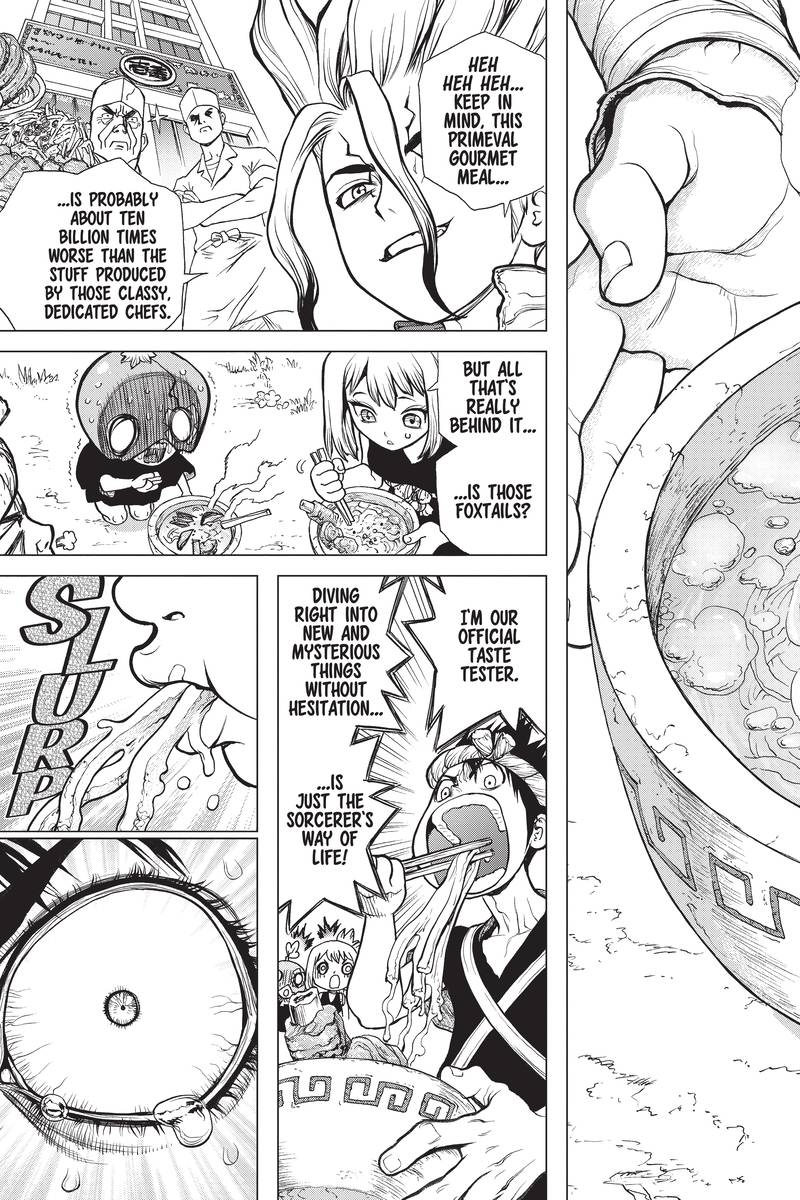 HEH
HEH HEH...
KEEP IN
MIND, THIS
PRIMEVAL
GOURMET
MEAL...
...IS PROBABLY
ABOUT TEN
BILLION TIMES
WORSE THAN THE
STUFF PRODUCED
BY THOSE CLASSY,
DEDICATED CHEFS.
BUT ALL
THAT'S
REALLY
BEHIND IT...
...IS THOSE
FOXTAILS?
I'M OUR
OFFICIAL
TASTE
TESTER.
DIVING
RIGHT INTO
NEW AND
MYSTERIOUS
THINGS
WITHOUT
HESITATION...
...IS
JUST THE
SORCERER'S
WAY OF
LIFE!
SLURP